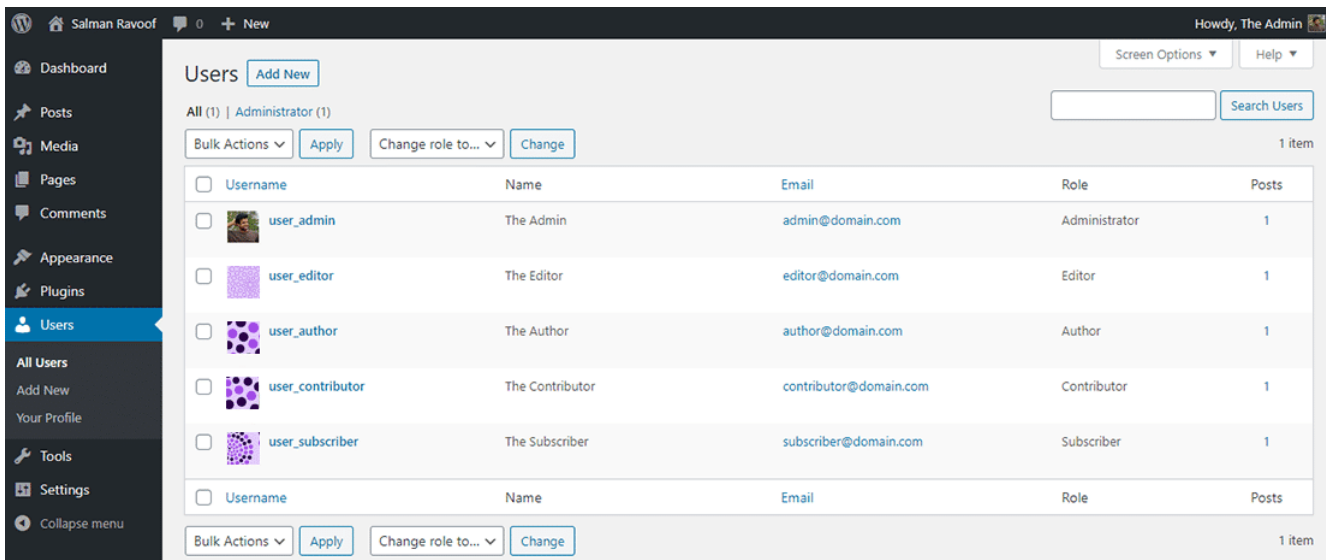 Salman Ravoof 0 + New Howdy, The Admin
Screen Options ▼ Help ▼
Dashboard
Posts
Media
Pages
Comments
Appearance
Plugins
Users
All Users
Add New
Your Profile
Tools
Settings
Collapse menu
Users Add New
All (1) | Administrator (1)
Search Users
Bulk Actions Apply Change role to... Change 1 item
Username Name Email Role Posts
user_admin The Admin admin@domain.com Administrator 1
user_editor The Editor editor@domain.com Editor 1
user_author The Author author@domain.com Author 1
user_contributor The Contributor contributor@domain.com Contributor 1
user_subscriber The Subscriber subscriber@domain.com Subscriber 1
Username Name Email Role Posts
Bulk Actions Apply Change role to... Change 1 item